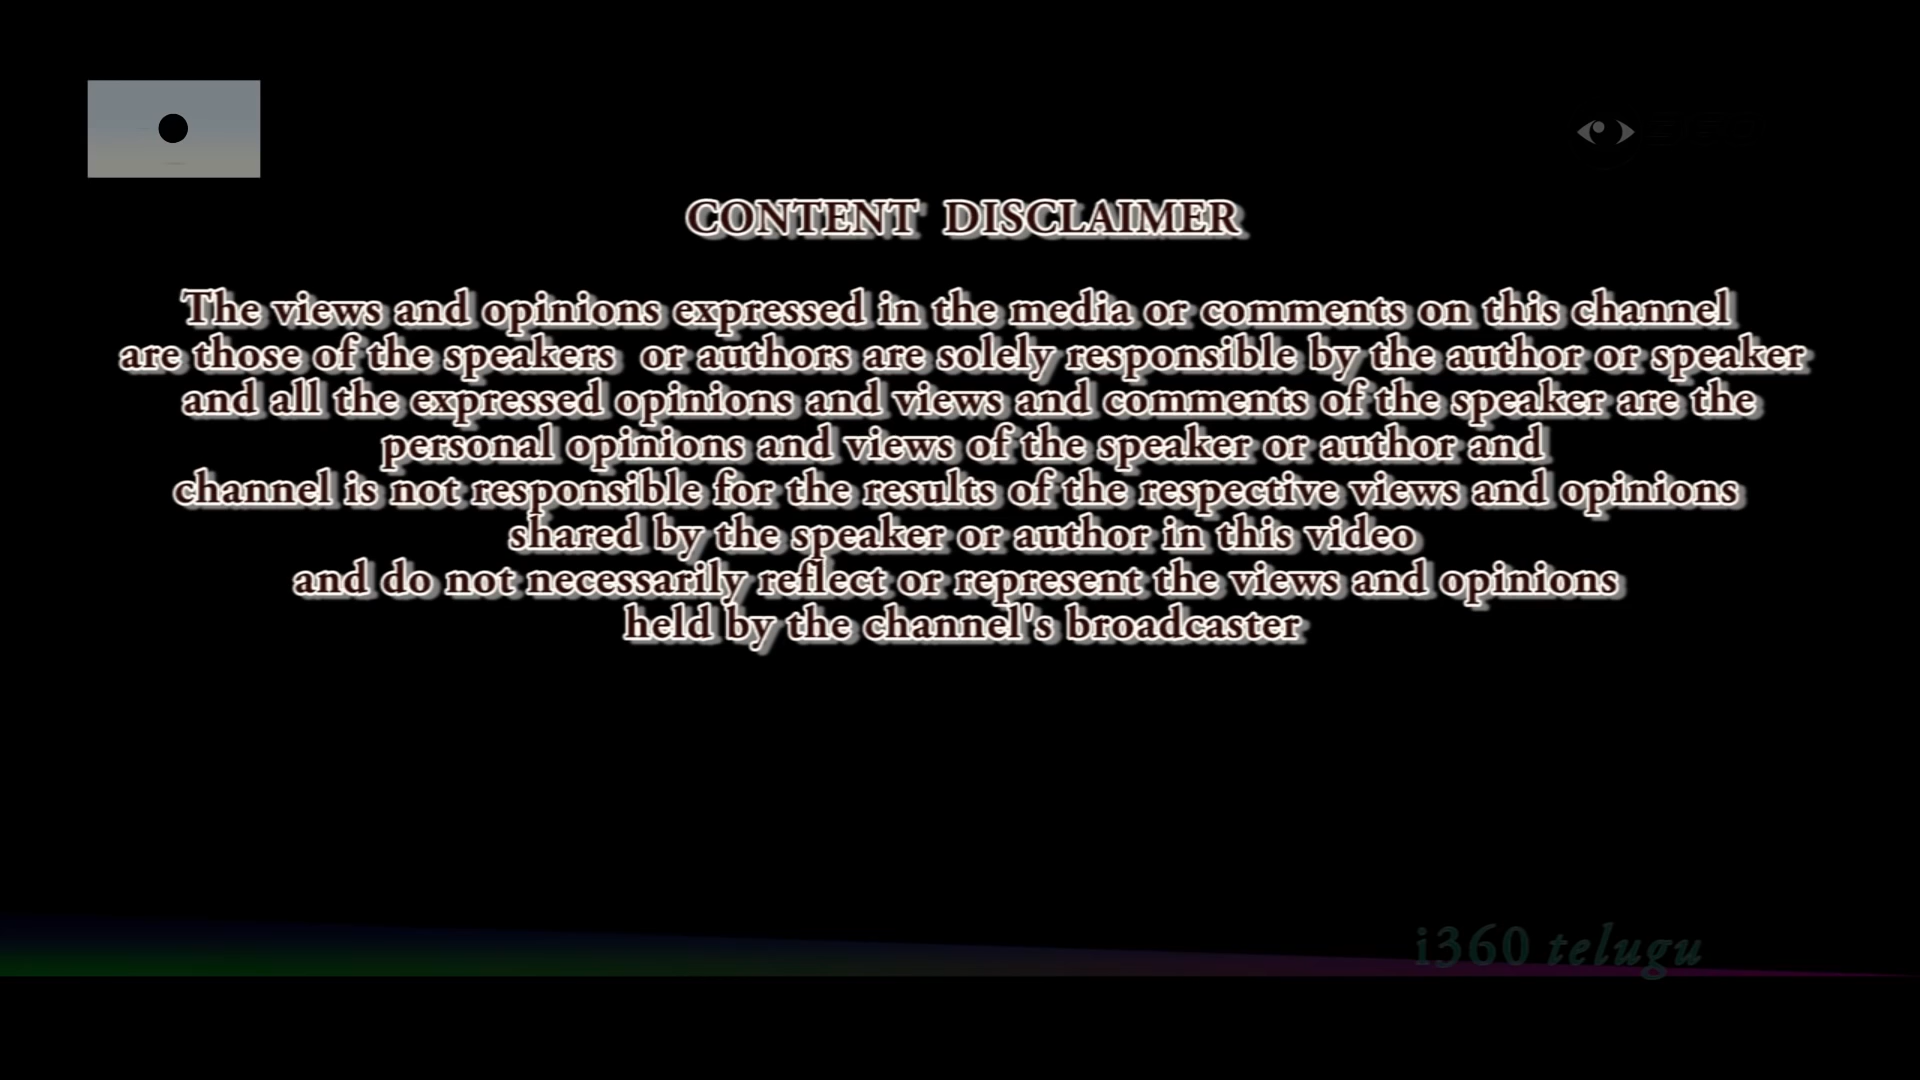 CONTENT DISCLAIMER
The views and opinions expressed in the media or comments on this channel
are those of the speakers or authors are solely responsible by the author or speaker
and all the expressed opinions and views and comments of the speaker are the
personal opinions and views of the speaker or author and
channel is not responsible for the results of the respective views and opinions
shared by the speaker or author in this video
and do not necessarily reflect or represent the views and opinions
held by the channel's broadcaster
i360 telugu